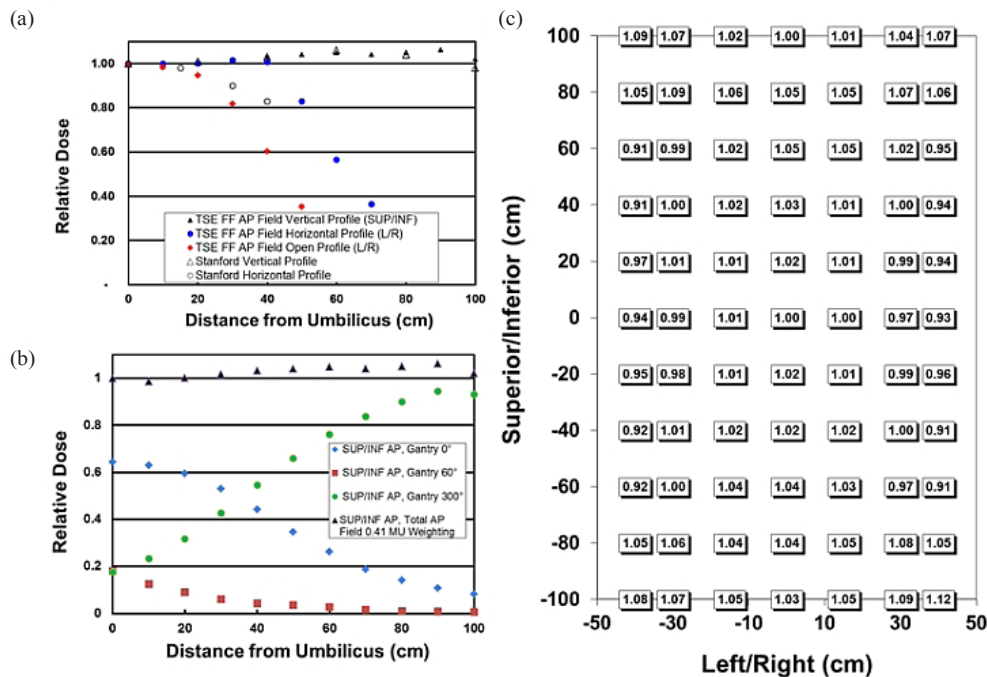 (a)
1.00
0.80
0.60
0.40
0.20
-
Relative Dose
TSE FF AP Field Vertical Profile (SUP/INF)
TSE FF AP Field Horizontal Profile (L/R)
TSE FF AP Field Open Profile (L/R)
Stanford Vertical Profile
Stanford Horizontal Profile
0 20 40 60 80 100
Distance from Umbilicus (cm)
(b)
1
0.8
0.6
0.4
0.2
0
Relative Dose
SUP/INF AP, Gantry 0°
SUP/INF AP, Gantry 60°
SUP/INF AP, Gantry 300°
SUP/INF AP, Total AP
Field 0.41 MU Weighting
0 20 40 60 80 100
Distance from Umbilicus (cm)
(c)
Superior/Inferior (cm)
100 1.09 1.07 1.02 1.00 1.01 1.04 1.07
80 1.05 1.09 1.06 1.05 1.05 1.07 1.06
60 0.91 0.99 1.02 1.05 1.05 1.02 0.95
40 0.91 1.00 1.02 1.03 1.01 1.00 0.94
20 0.97 1.01 1.01 1.02 1.01 0.99 0.94
0 0.94 0.99 1.01 1.00 1.00 0.97 0.93
-20 0.95 0.98 1.01 1.02 1.01 0.99 0.96
-40 0.92 1.01 1.02 1.02 1.02 1.00 0.91
-60 0.92 1.00 1.04 1.04 1.03 0.97 0.91
-80 1.05 1.06 1.04 1.04 1.05 1.08 1.05
-100 1.08 1.07 1.05 1.03 1.05 1.09 1.12
-50 -30 -10 10 30 50
Left/Right (cm)